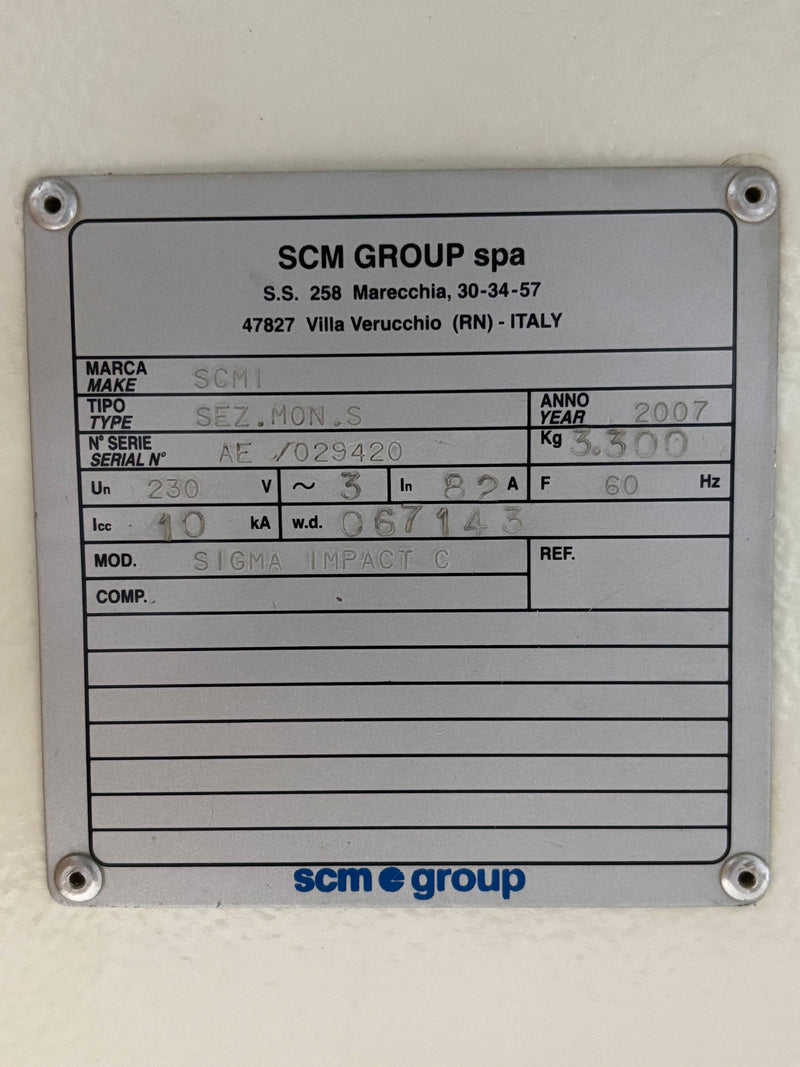 SCM GROUP spa
S.S. 258 Marecchia, 30-34-57
47827 Villa Verucchio (RN) - ITALY
MARCA
MAKE SCMI
TIPO
TYPE SEZ.MON.S
ANNO
YEAR 2007
N° SERIE
SERIAL N° AE /029420
Kg 3.300
Un 230 V ~ 3 In 82 A F 60 Hz
Icc 10 kA w.d. 067143
MOD. SIGMA IMPACT C REF.
COMP.
scm group